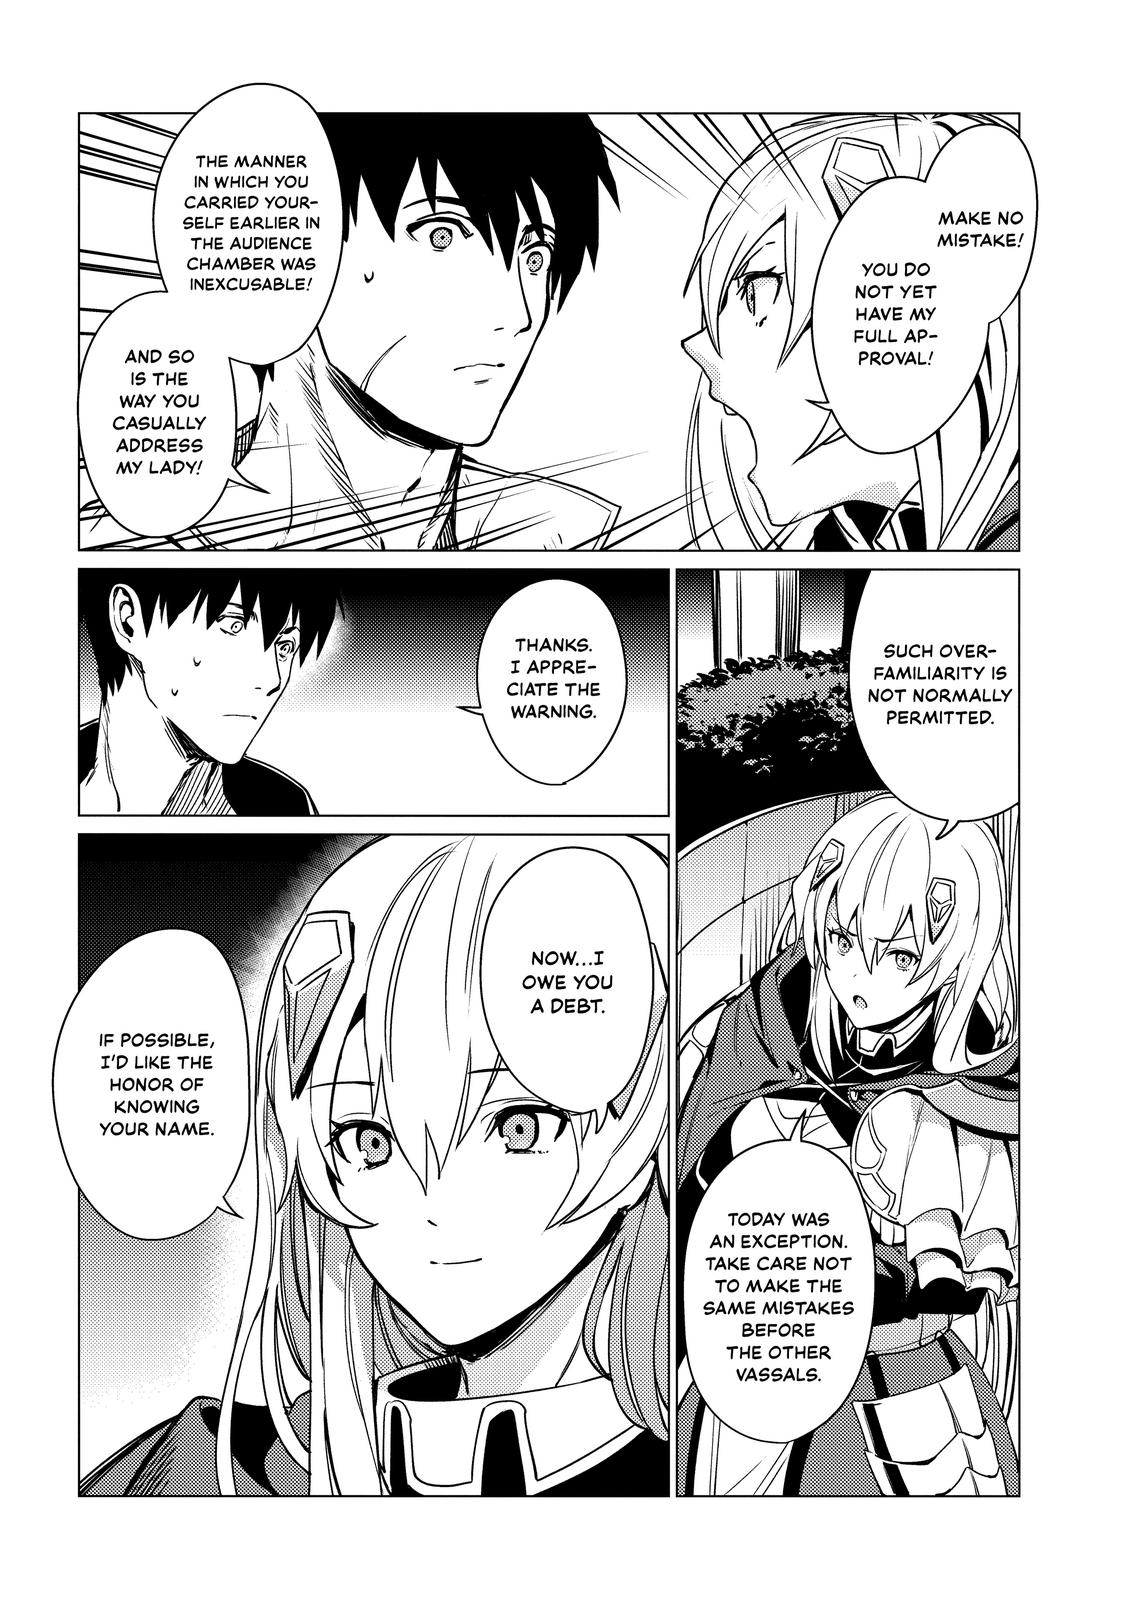 MAKE NO
MISTAKE!
YOU DO
NOT YET
HAVE MY
FULL AP-
PROVAL!
THE MANNER
IN WHICH YOU
CARRIED YOUR-
SELF EARLIER IN
THE AUDIENCE
CHAMBER WAS
INEXCUSABLE!
AND SO
IS THE
WAY YOU
CASUALLY
ADDRESS
MY LADY!
SUCH OVER-
FAMILIARITY IS
NOT NORMALLY
PERMITTED.
TODAY WAS
AN EXCEPTION.
TAKE CARE NOT
TO MAKE THE
SAME MISTAKES
BEFORE
THE OTHER
VASSALS.
THANKS.
I APPRE-
CIATE THE
WARNING.
NOW...I
OWE YOU
A DEBT.
IF POSSIBLE,
I'D LIKE THE
HONOR OF
KNOWING
YOUR NAME.